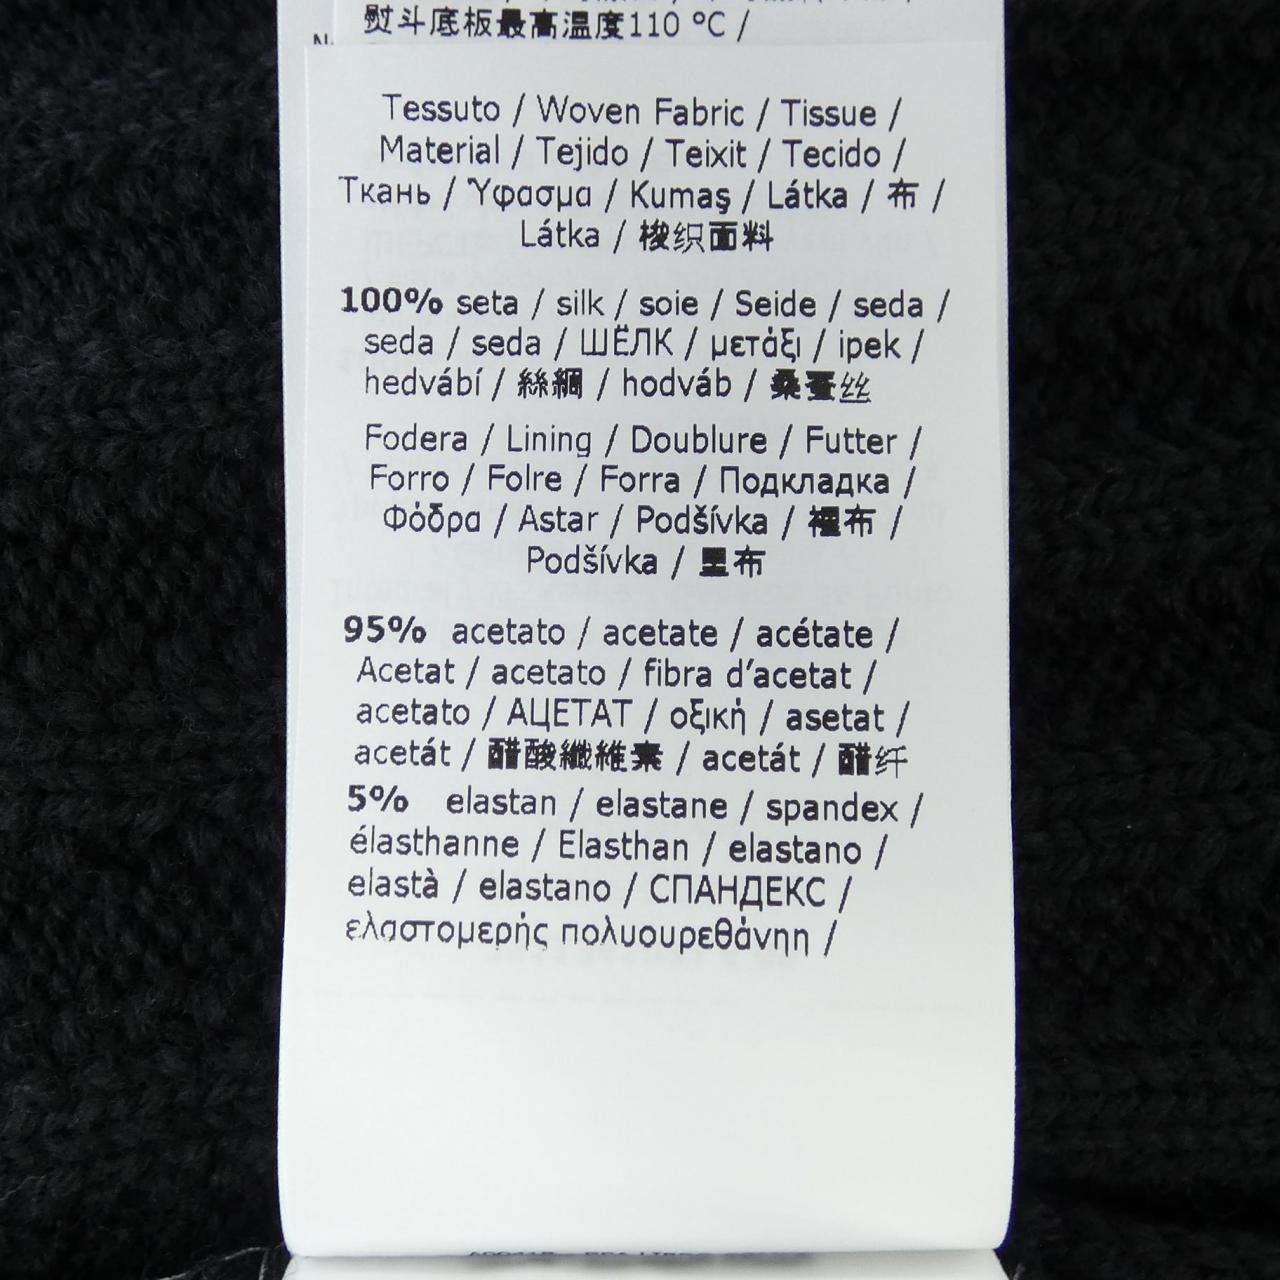 熨斗底板最高温度110 °C /
Tessuto / Woven Fabric / Tissue /
Material / Tejido / Teixit / Tecido /
Ткань / Ύφασμα / Kumaş / Látka / 布 /
Látka / 梭织面料
100% seta / silk / soie / Seide / seda /
seda / seda / ШЁЛК / μετάξι / ipek /
hedvábí / 絲綢 / hodváb / 桑蚕丝
Fodera / Lining / Doublure / Futter /
Forro / Folre / Forra / Подкладка /
Φόδρα / Astar / Podšívka / 裡布 /
Podšívka / 里布
95% acetato / acetate / acétate /
Acetat / acetato / fibra d’acetat /
acetato / АЦЕТАТ / οξική / asetat /
acetát / 醋酸纖維素 / acetát / 醋纤
5% elastan / elastane / spandex /
élasthanne / Elasthan / elastano /
elastà / elastano / СПАНДЕКС /
ελαστομερής πολυουρεθάνηη /